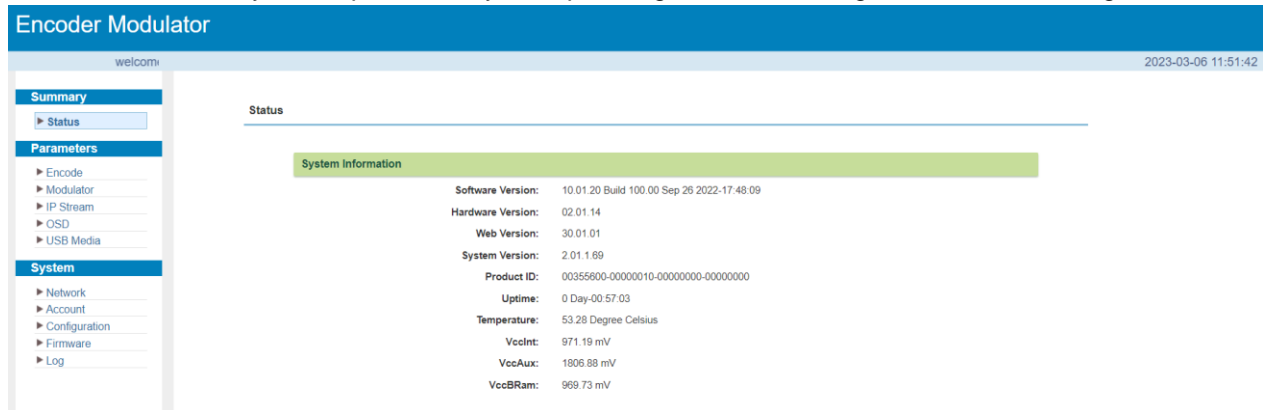 Encoder Modulator
welcom
2023-03-06 11:51:42
Summary
Status
Parameters
Encode
Modulator
IP Stream
OSD
USB Media
System
Network
Account
Configuration
Firmware
Log
Status
System Information
Software Version: 10.01.20 Build 100.00 Sep 26 2022-17:48:09
Hardware Version: 02.01.14
Web Version: 30.01.01
System Version: 2.01.1.69
Product ID: 00355600-00000010-00000000-00000000
Uptime: 0 Day-00:57:03
Temperature: 53.28 Degree Celsius
VccInt: 971.19 mV
VccAux: 1806.88 mV
VccBRam: 969.73 mV